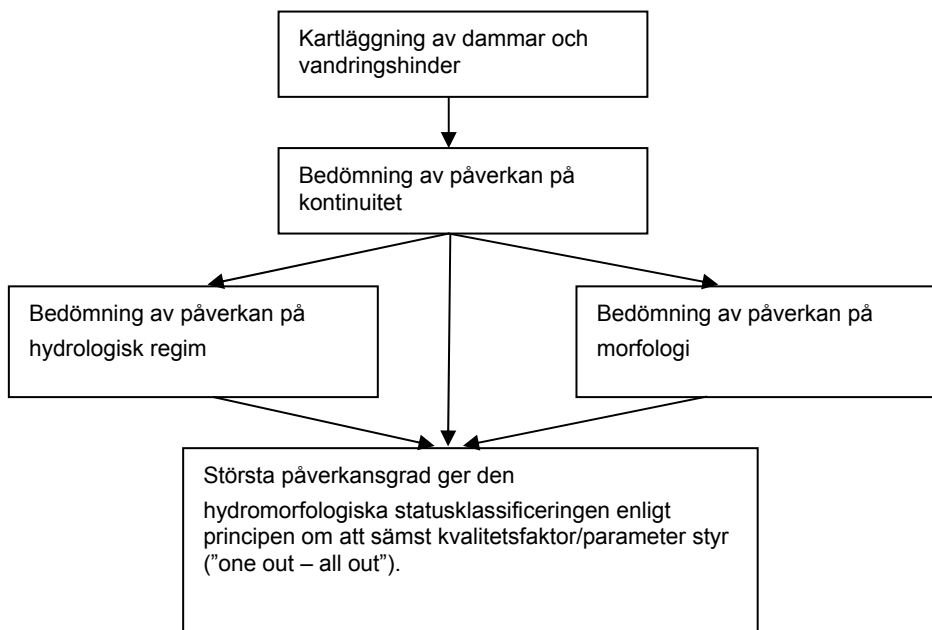 Kartläggning av dammar och
vandringshinder
Bedömning av påverkan på
kontinuitet
Bedömning av påverkan på
hydrologisk regim
Bedömning av påverkan på
morfologi
Största påverkansgrad ger den
hydromorfologiska statusklassificeringen enligt
principen om att sämst kvalitetsfaktor/parameter styr
(”one out – all out”).